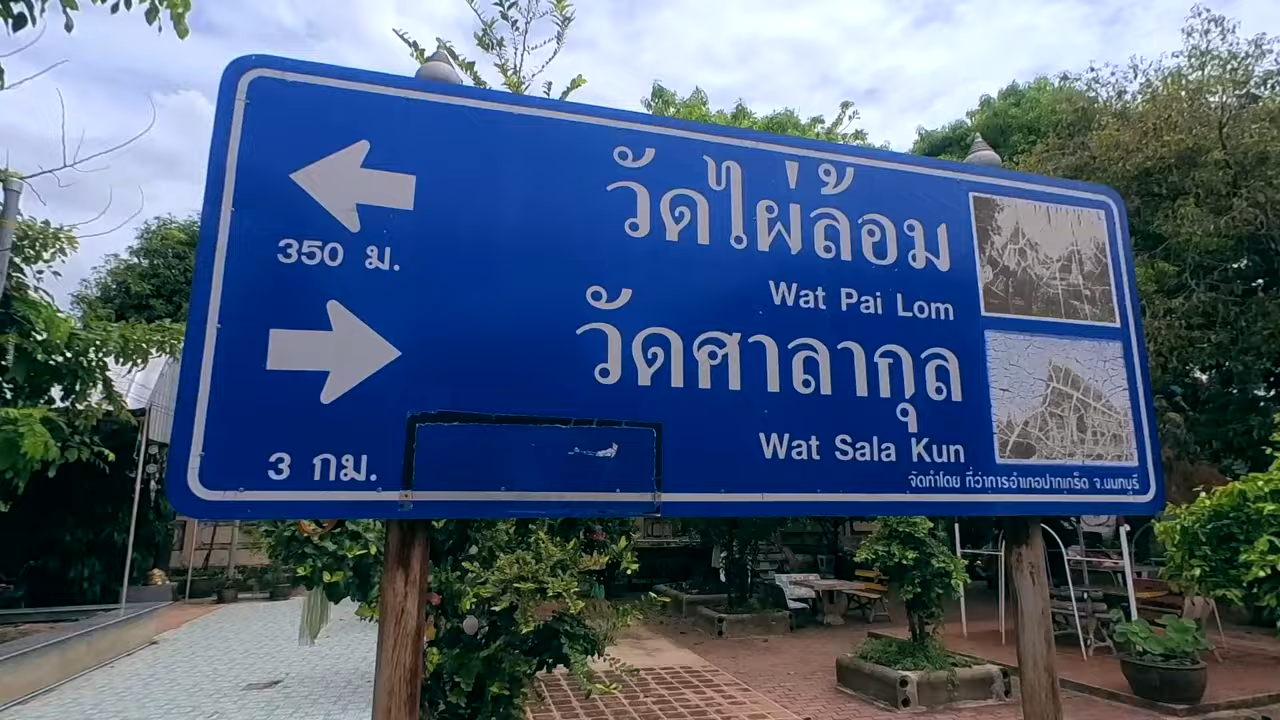 วัดไผ่ล้อม
Wat Pai Lom
350 ม.
วัดศาลากุล
Wat Sala Kun
3 กม.
จัดทำโดย ที่ว่าการอำเภอปากเกร็ด จ.นนทบุรี